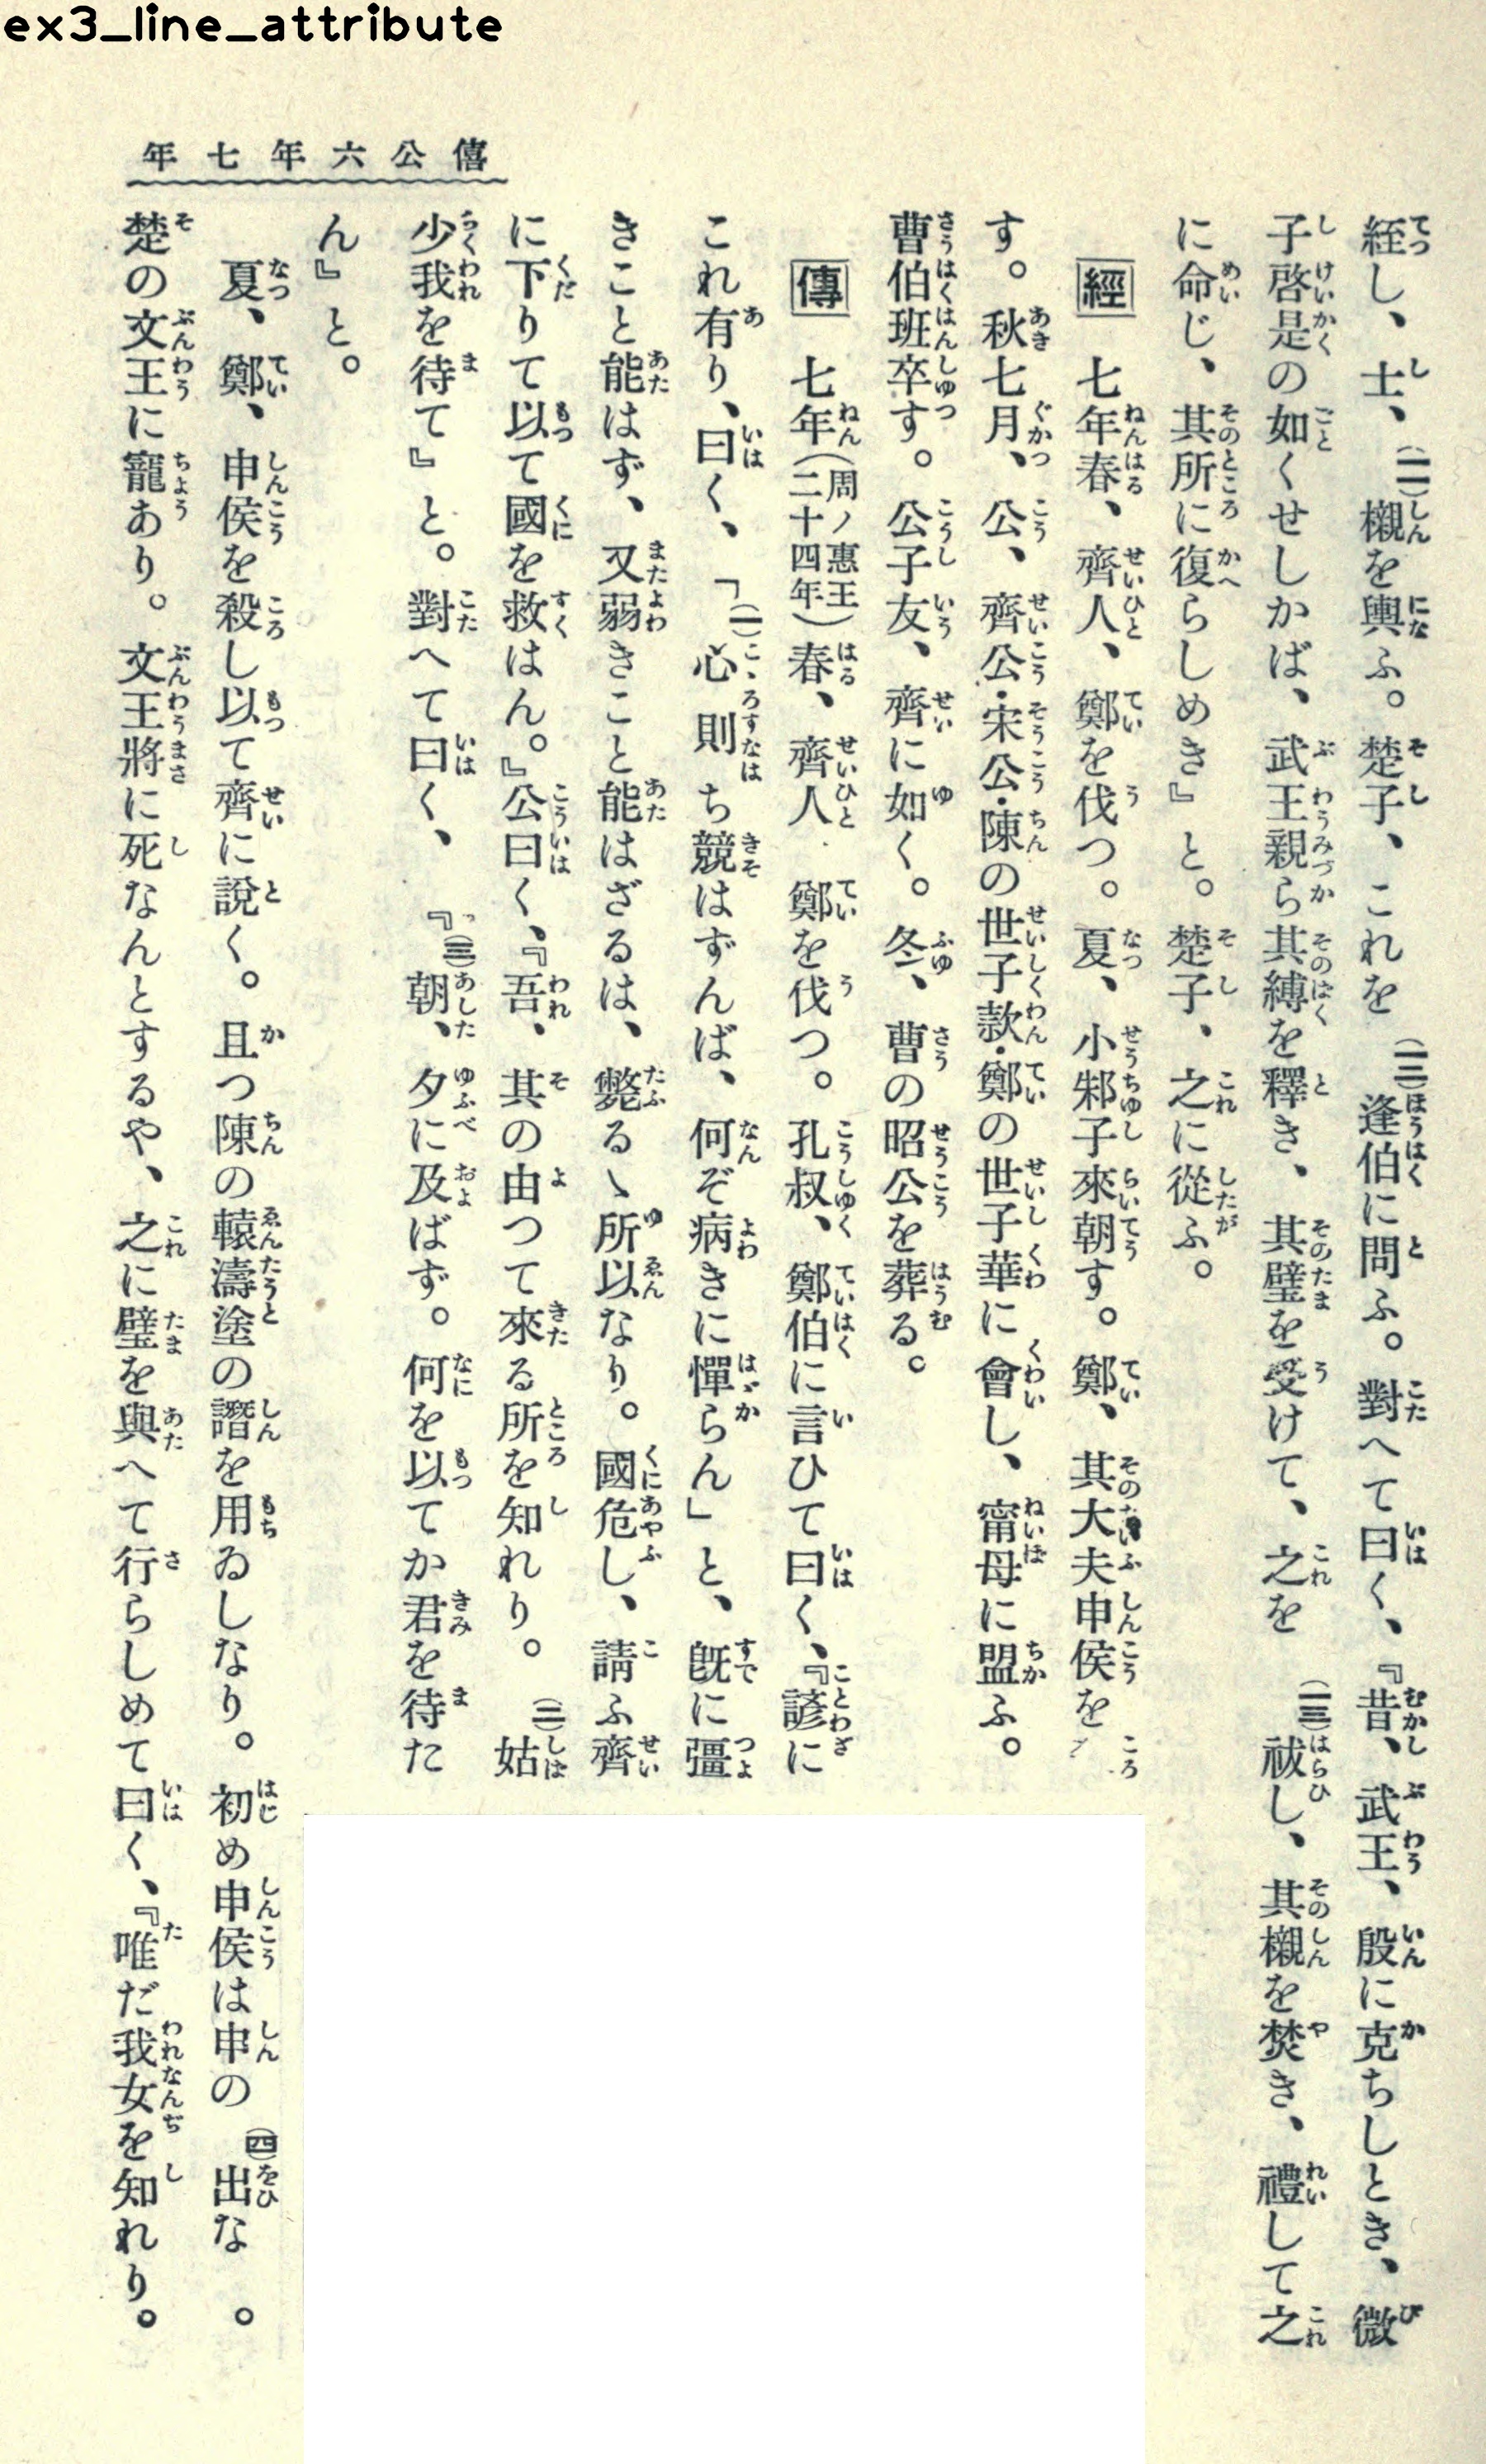 ex3_line_attribute
僖公六年七年
絰し、士、(一)櫬を輿ふ。楚子、これを(二)逢伯に問ふ。對へて曰く、『昔、武王、殷に克ちしとき、微
子啓是の如くせしかば、武王親ら其縛を釋き、其璧を受けて、之を(三)祓し、其櫬を焚き、禮して之
に命じ、其所に復らしめき』と。楚子、之に從ふ。
經 七年春、齊人、鄭を伐つ。夏、小邾子來朝す。鄭、其大夫申侯を
す。秋七月、公、齊公・宋公・陳の世子款・鄭の世子華に會し、甯母に盟ふ。
曹伯班卒す。公子友、齊に如く。冬、曹の昭公を葬る。
傳 七年(周ノ惠王二十四年)春、齊人鄭を伐つ。孔叔、鄭伯に言ひて曰く、『諺に
これ有り、曰く、「(一)心則ち競はずんば、何ぞ病きに憚らん」と、旣に彊
きこと能はず、又弱きこと能はざるは、斃るゝ所以なり。國危し、請ふ齊
に下りて以て國を救はん。』公曰く、『吾、其の由つて來る所を知れり。(二)姑
少我を待て』と。對へて曰く、『(三)朝、夕に及ばず。何を以てか君を待た
ん』と。
夏、鄭、申侯を殺し以て齊に說く。且つ陳の轅濤塗の譖を用ゐしなり。初め申侯は申の(四)出な。
楚の文王に寵あり。文王將に死なんとするや、之に璧を與へて行らしめて曰く、『唯だ我女を知れり。